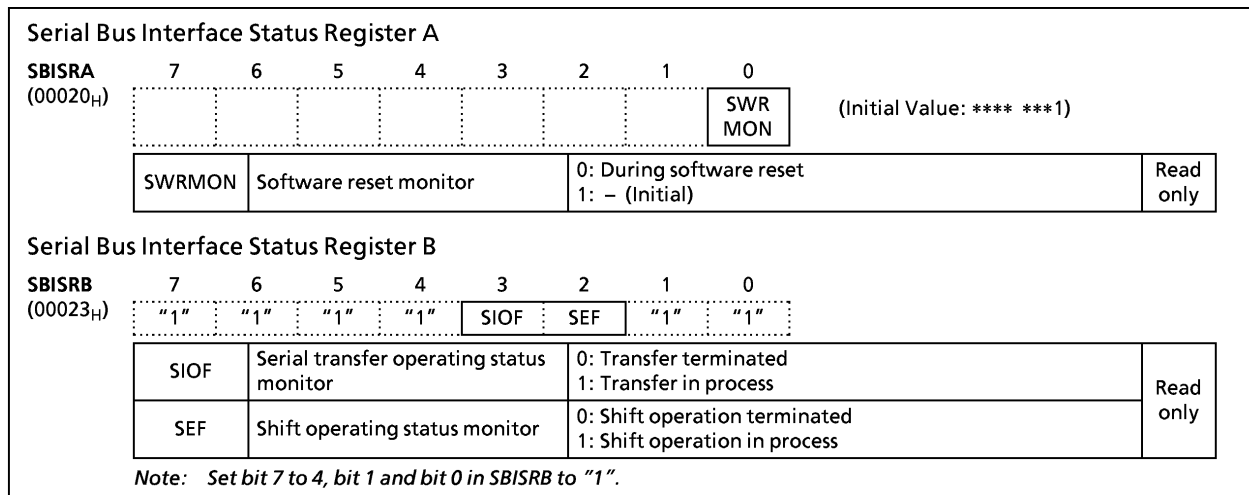 Serial Bus Interface Status Register A
SBISRA 7 6 5 4 3 2 1 0
(00020H) SWR MON (Initial Value: **** ***1)
SWRMON Software reset monitor 0: During software reset Read only
1: – (Initial)
Serial Bus Interface Status Register B
SBISRB 7 6 5 4 3 2 1 0
(00023H) "1" "1" "1" "1" SIOF SEF "1" "1"
SIOF Serial transfer operating status monitor 0: Transfer terminated Read only
1: Transfer in process
SEF Shift operating status monitor 0: Shift operation terminated
1: Shift operation in process
Note: Set bit 7 to 4, bit 1 and bit 0 in SBISRB to "1".